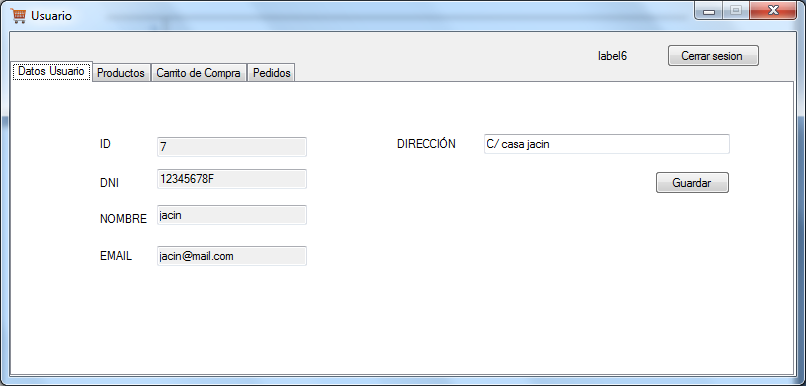 Usuario
label6 Cerrar sesion
Datos Usuario Productos Carrito de Compra Pedidos
ID 7 DIRECCIÓN C/ casa jacin
DNI 12345678F Guardar
NOMBRE jacin
EMAIL jacin@mail.com